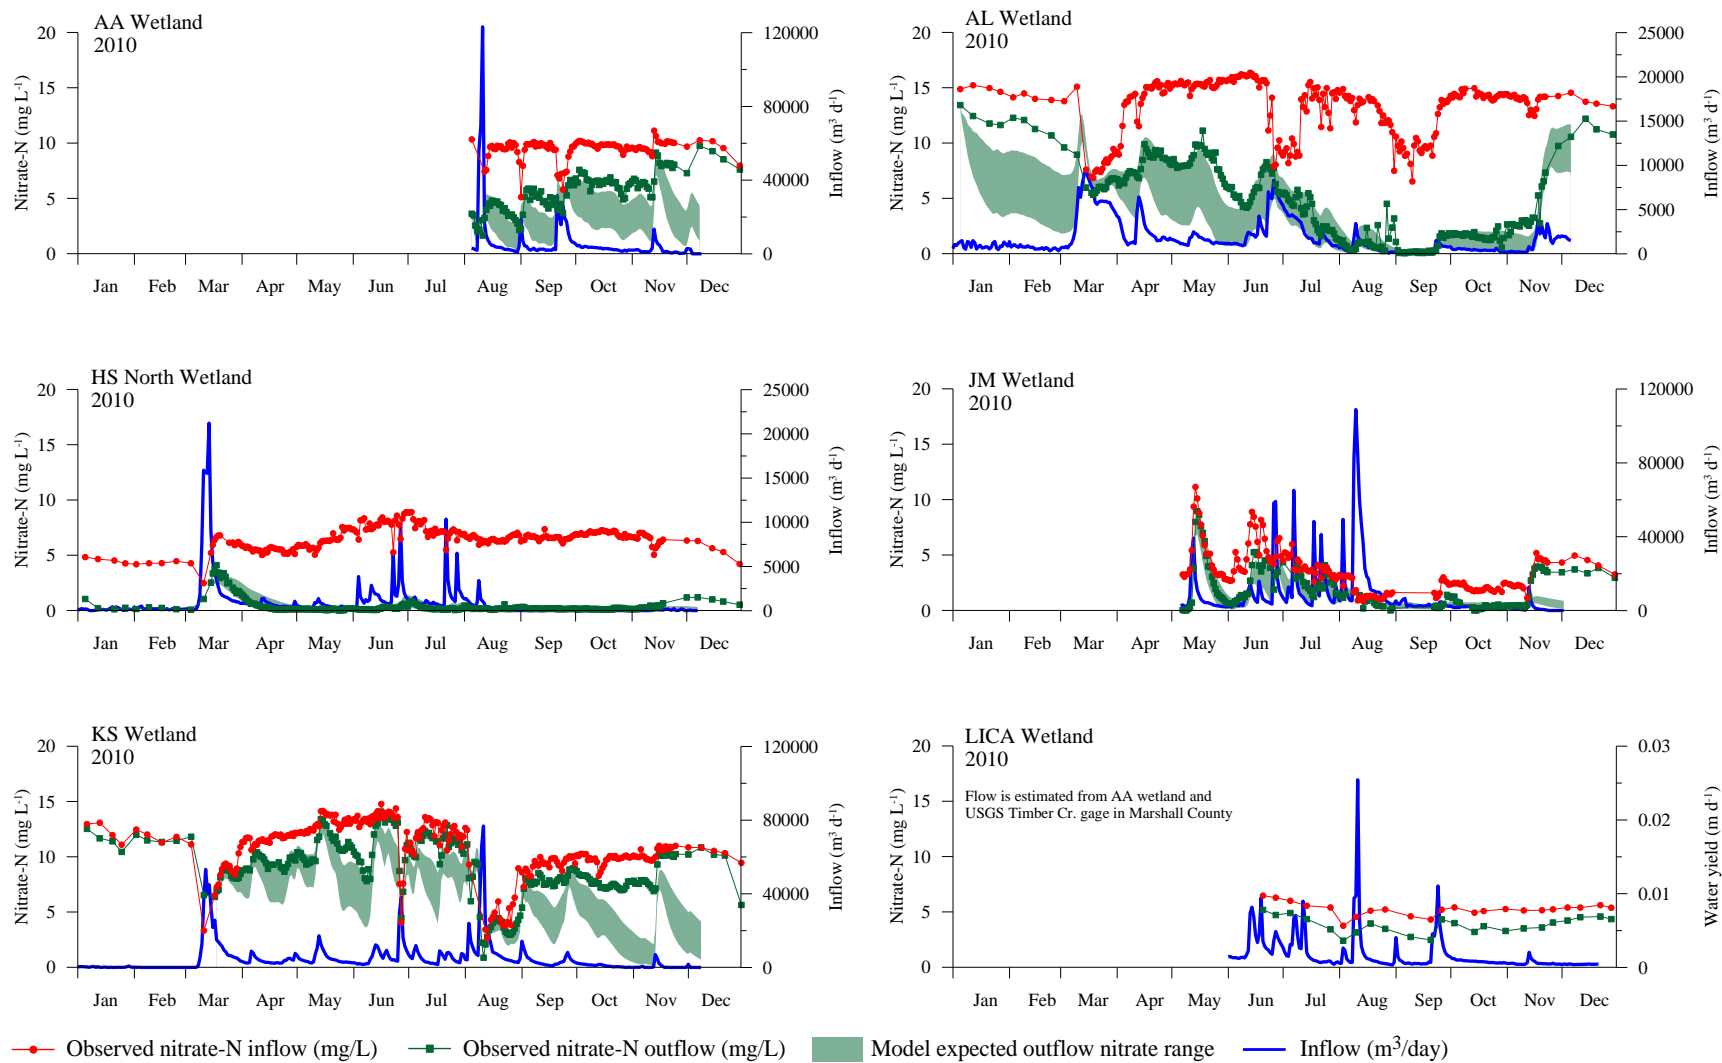 AA Wetland
2010
Nitrate-N (mg L-1)
20
15
10
5
0
120000
80000
40000
0
Inflow (m3 d-1)
Jan Feb Mar Apr May Jun Jul Aug Sep Oct Nov Dec
AL Wetland
2010
Nitrate-N (mg L-1)
20
15
10
5
0
25000
20000
15000
10000
5000
0
Inflow (m3 d-1)
Jan Feb Mar Apr May Jun Jul Aug Sep Oct Nov Dec
HS North Wetland
2010
Nitrate-N (mg L-1)
20
15
10
5
0
25000
20000
15000
10000
5000
0
Inflow (m3 d-1)
Jan Feb Mar Apr May Jun Jul Aug Sep Oct Nov Dec
JM Wetland
2010
Nitrate-N (mg L-1)
20
15
10
5
0
120000
80000
40000
0
Inflow (m3 d-1)
Jan Feb Mar Apr May Jun Jul Aug Sep Oct Nov Dec
KS Wetland
2010
Nitrate-N (mg L-1)
20
15
10
5
0
120000
80000
40000
0
Inflow (m3 d-1)
Jan Feb Mar Apr May Jun Jul Aug Sep Oct Nov Dec
LICA Wetland
2010
Flow is estimated from AA wetland and
USGS Timber Cr. gage in Marshall County
Nitrate-N (mg L-1)
20
15
10
5
0
0.03
0.02
0.01
0
Water yield (m d-1)
Jan Feb Mar Apr May Jun Jul Aug Sep Oct Nov Dec
Observed nitrate-N inflow (mg/L) Observed nitrate-N outflow (mg/L) Model expected outflow nitrate range Inflow (m3/day)